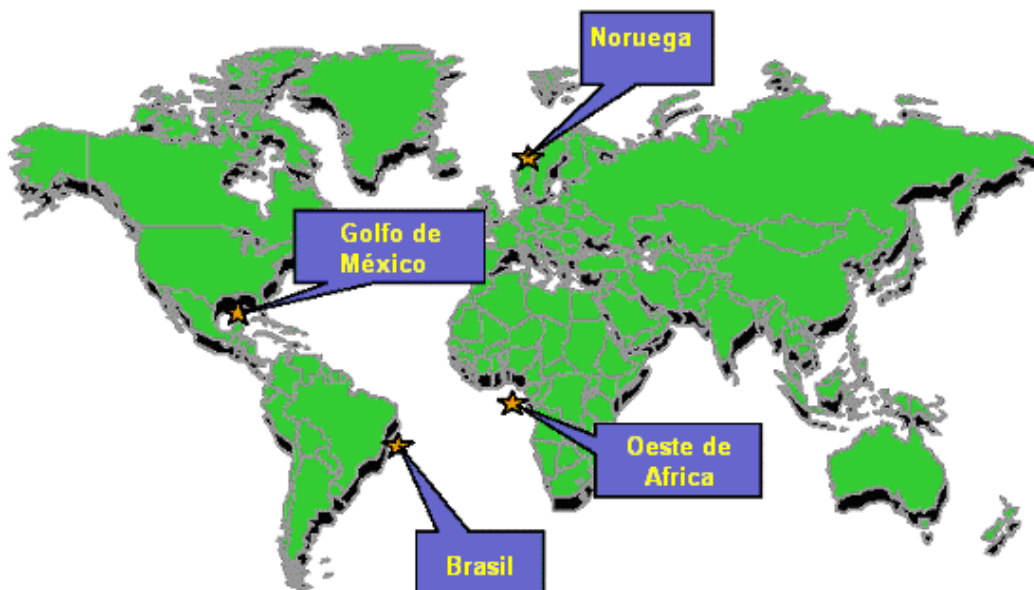 Noruega
Golfo de
México
Oeste de
Africa
Brasil